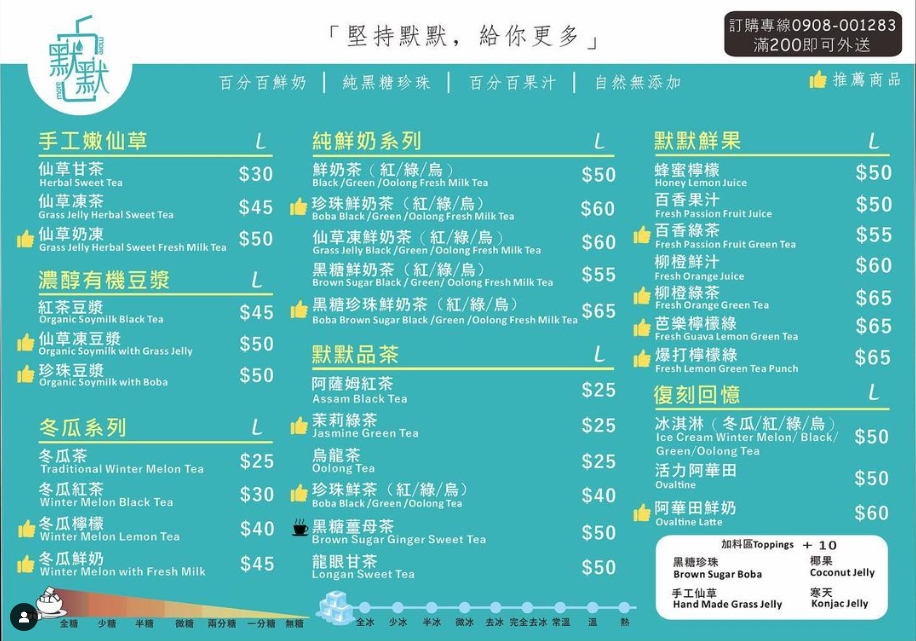 默默
more
more
「堅持默默，給你更多」
訂購專線0908-001283
滿200即可外送
百分百鮮奶 | 純黑糖珍珠 | 百分百果汁 | 自然無添加
推薦商品
手工嫩仙草 L
仙草甘茶 $30
Herbal Sweet Tea
仙草凍茶 $45
Grass Jelly Herbal Sweet Tea
仙草奶凍 $50
Grass Jelly Herbal Sweet Fresh Milk Tea
濃醇有機豆漿 L
紅茶豆漿 $45
Organic Soymilk Black Tea
仙草凍豆漿 $50
Organic Soymilk with Grass Jelly
珍珠豆漿 $50
Organic Soymilk with Boba
冬瓜系列 L
冬瓜茶 $25
Traditional Winter Melon Tea
冬瓜紅茶 $30
Winter Melon Black Tea
冬瓜檸檬 $40
Winter Melon Lemon Tea
冬瓜鮮奶 $45
Winter Melon with Fresh Milk
純鮮奶系列 L
鮮奶茶（紅/綠/烏） $50
Black /Green /Oolong Fresh Milk Tea
珍珠鮮奶茶（紅/綠/烏） $60
Boba Black /Green /Oolong Fresh Milk Tea
仙草凍鮮奶茶（紅/綠/烏） $60
Grass Jelly Black /Green /Oolong Fresh Milk Tea
黑糖鮮奶茶（紅/綠/烏） $55
Brown Sugar Black / Green/ Oolong Fresh Milk Tea
黑糖珍珠鮮奶茶（紅/綠/烏） $65
Boba Brown Sugar Black /Green /Oolong Fresh Milk Tea
默默品茶 L
阿薩姆紅茶 $25
Assam Black Tea
茉莉綠茶 $25
Jasmine Green Tea
烏龍茶 $25
Oolong Tea
珍珠鮮茶（紅/綠/烏） $40
Boba Black /Green /Oolong Tea
黑糖薑母茶 $50
Brown Sugar Ginger Sweet Tea
龍眼甘茶 $50
Longan Sweet Tea
默默鮮果 L
蜂蜜檸檬 $50
Honey Lemon Juice
百香果汁 $50
Fresh Passion Fruit Juice
百香綠茶 $55
Fresh Passion Fruit Green Tea
柳橙鮮汁 $60
Fresh Orange Juice
柳橙綠茶 $65
Fresh Orange Green Tea
芭樂檸檬綠 $65
Fresh Guava Lemon Green Tea
爆打檸檬綠 $65
Fresh Lemon Green Tea Punch
復刻回憶 L
冰淇淋（冬瓜/紅/綠/烏） $50
Ice Cream Winter Melon/ Black/
Green/Oolong Tea
活力阿華田 $50
Ovaltine
阿華田鮮奶 $60
Ovaltine Latte
加料區Toppings + 10
黑糖珍珠 椰果
Brown Sugar Boba Coconut Jelly
手工仙草 寒天
Hand Made Grass Jelly Konjac Jelly
全糖 少糖 半糖 微糖 兩分糖 一分糖 無糖
全冰 少冰 半冰 微冰 去冰 完全去冰 常溫 溫 熱